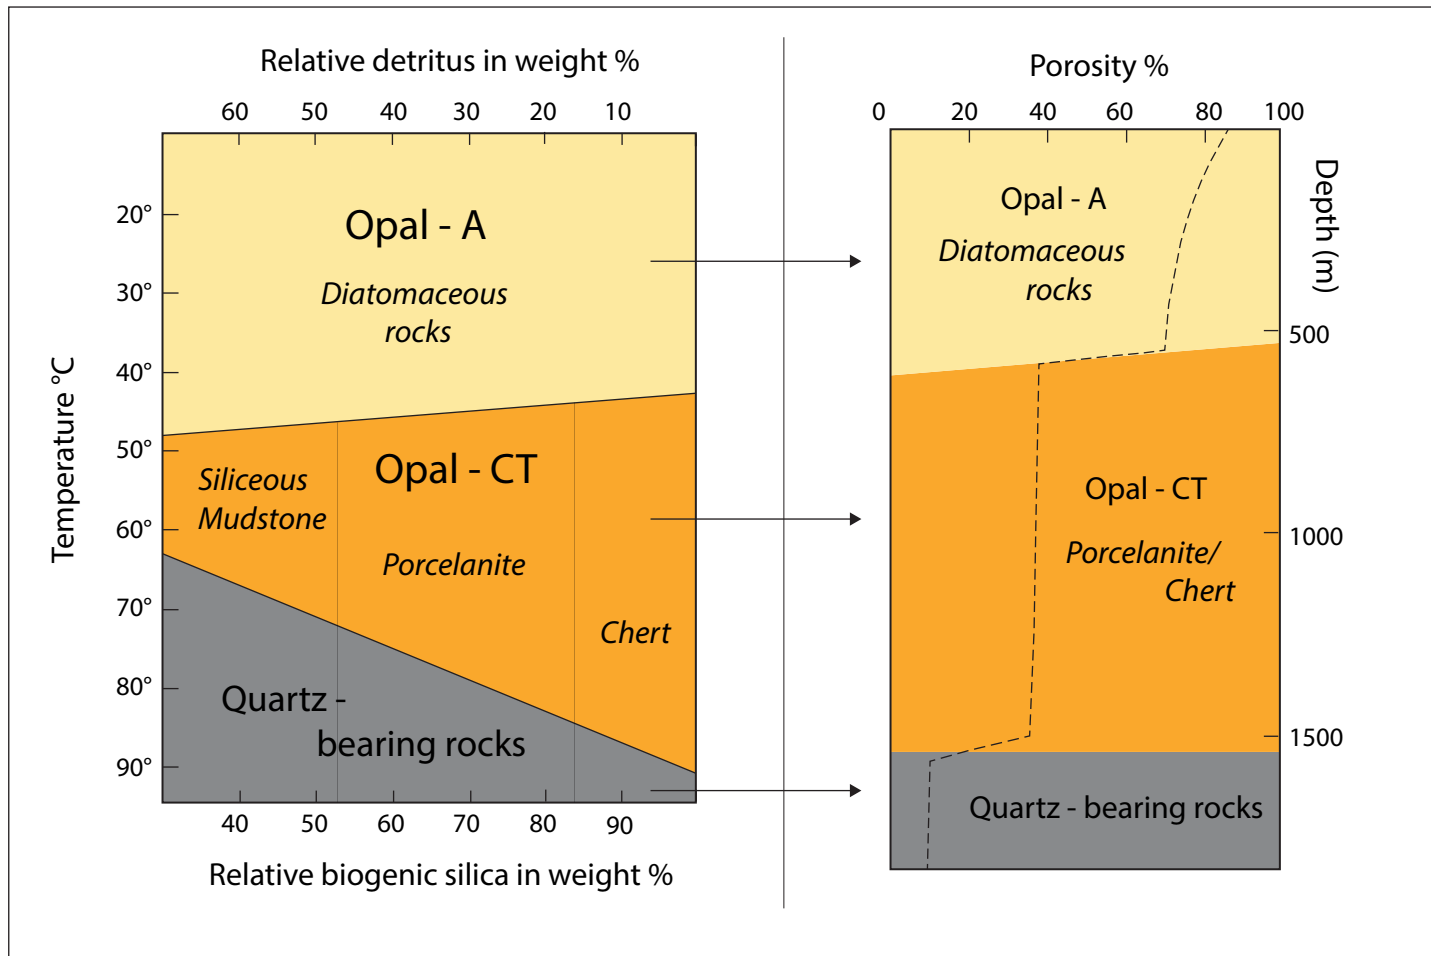 Relative detritus in weight %
60 50 40 30 20 10
Temperature °C
20°
30°
40°
50°
60°
70°
80°
90°
Opal - A
Diatomaceous
rocks
Siliceous
Mudstone
Opal - CT
Porcelanite
Chert
Quartz -
bearing rocks
40 50 60 70 80 90
Relative biogenic silica in weight %
Porosity %
0 20 40 60 80 100
Depth (m)
500
1000
1500
Opal - A
Diatomaceous
rocks
Opal - CT
Porcelanite/
Chert
Quartz - bearing rocks